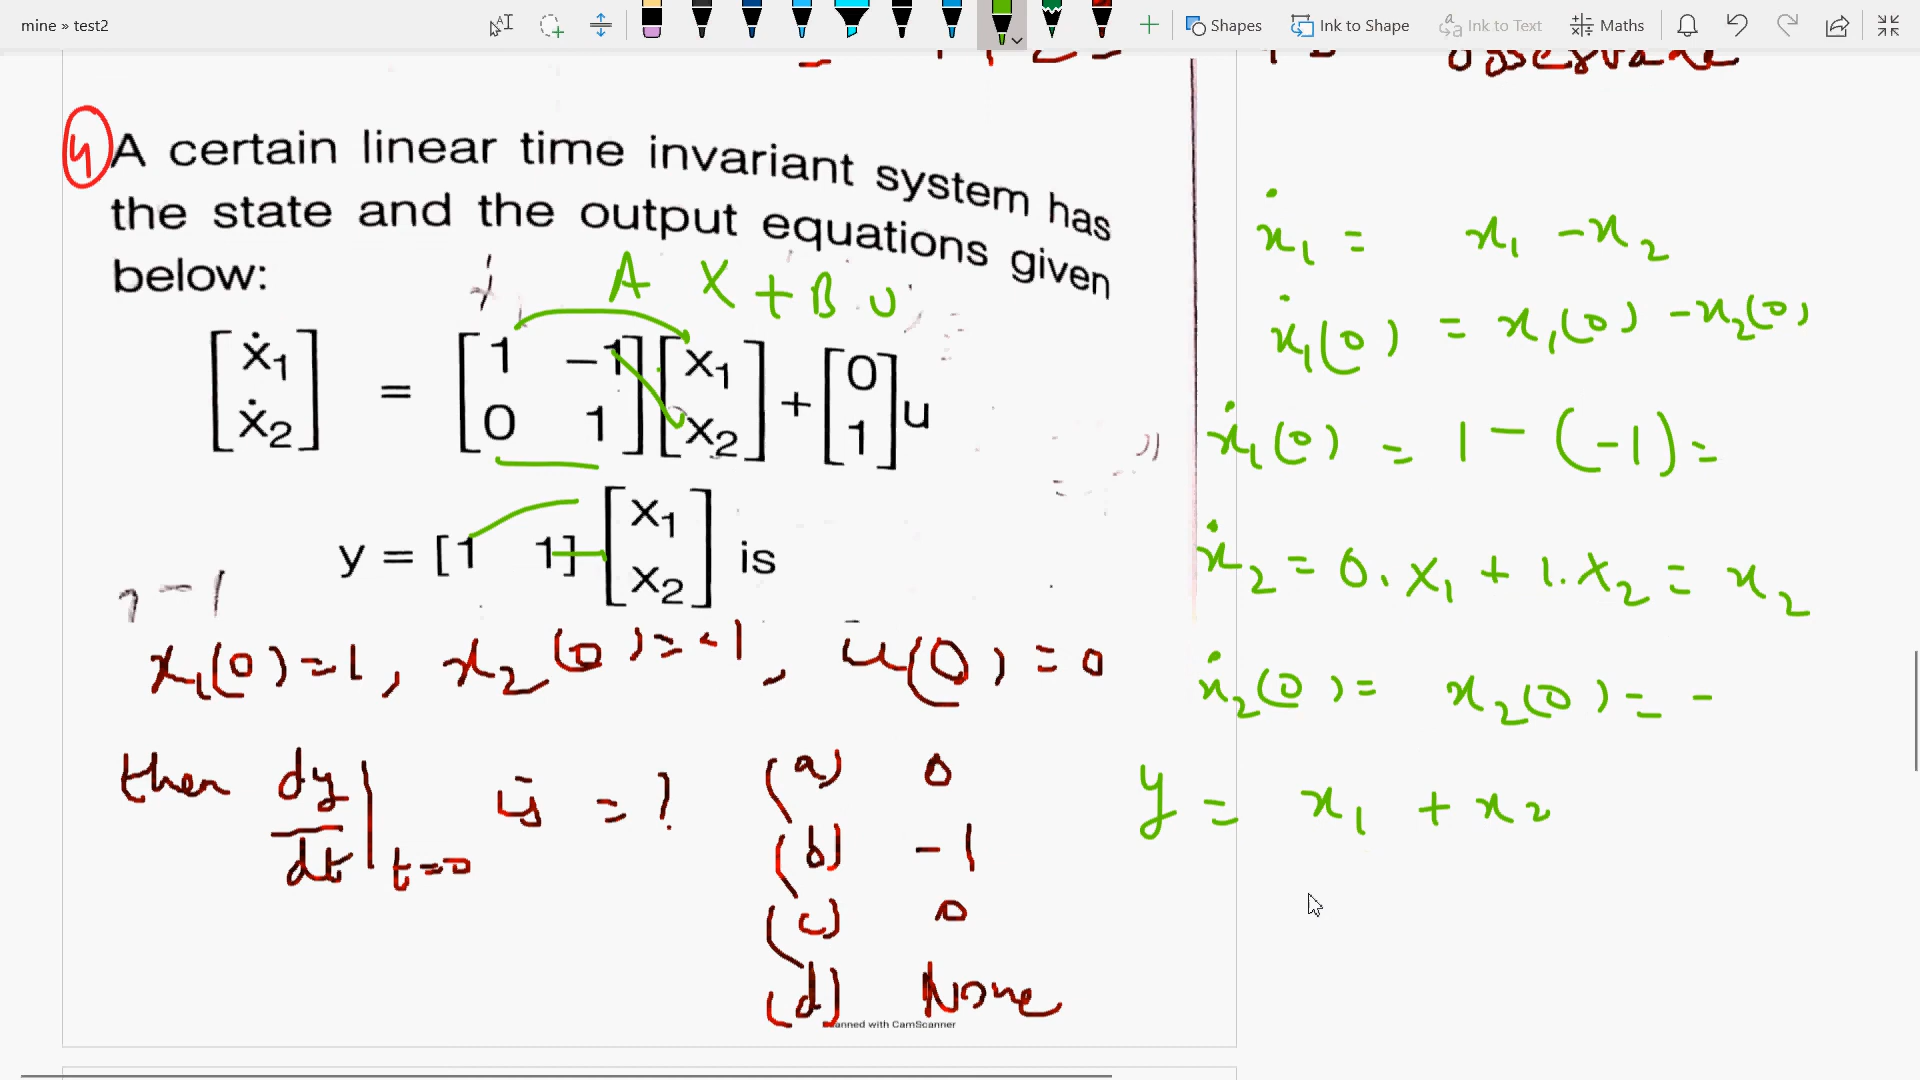 mine » test2
Shapes Ink to Shape Ink to Text Maths
observable
4 A certain linear time invariant system has
the state and the output equations given
below:
A X + B U
[ẋ1 ẋ2] = [1 −1 0 1] [x1 x2] + [0 1] u
y = [1 1] [x1 x2] is
x1(0) = 1, x2(0) = -1, u(0) = 0
then dy/dt | t=0 is = ?
(a) 0
(b) -1
(c) 0
(d) None
Scanned with CamScanner
ẋ1 = x1 - x2
ẋ1(0) = x1(0) - x2(0)
ẋ1(0) = 1 - (-1) =
ẋ2 = 0.x1 + 1.x2 = x2
ẋ2(0) = x2(0) = -
y = x1 + x2